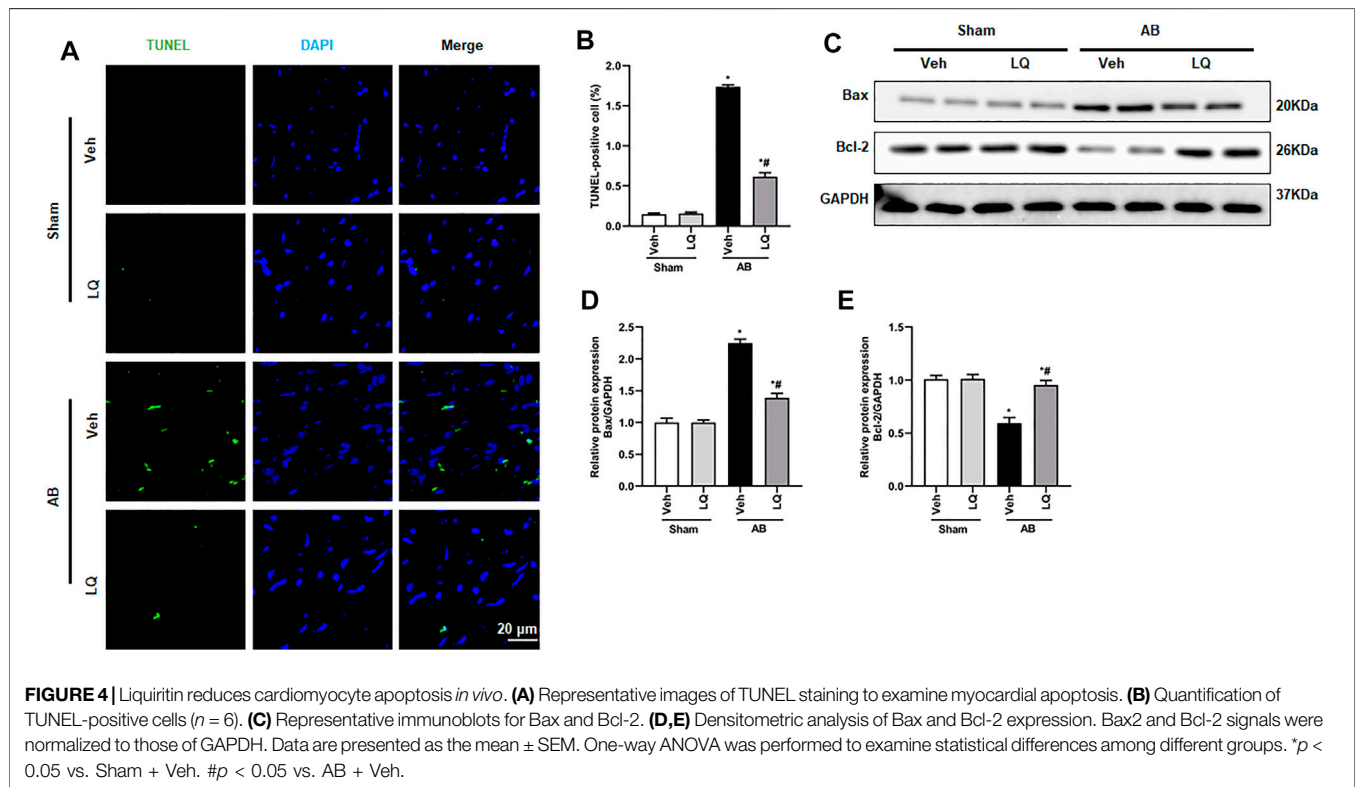 A
TUNEL DAPI Merge
Sham
Veh
LQ
AB
Veh
LQ
20 µm
B
TUNEL-positive cell (%)
2.0
1.5
1.0
0.5
0.0
*
*#
Veh LQ Veh LQ
Sham AB
C
Sham AB
Veh LQ Veh LQ
Bax 20KDa
Bcl-2 26KDa
GAPDH 37KDa
D
Relative protein expression
Bax/GAPDH
2.5
2.0
1.5
1.0
0.5
0.0
*
*#
Veh LQ Veh LQ
Sham AB
E
Relative protein expression
Bcl-2/GAPDH
1.5
1.0
0.5
0.0
*
*#
Veh LQ Veh LQ
Sham AB
FIGURE 4 | Liquiritin reduces cardiomyocyte apoptosis in vivo. (A) Representative images of TUNEL staining to examine myocardial apoptosis. (B) Quantification of
TUNEL-positive cells (n = 6). (C) Representative immunoblots for Bax and Bcl-2. (D,E) Densitometric analysis of Bax and Bcl-2 expression. Bax2 and Bcl-2 signals were
normalized to those of GAPDH. Data are presented as the mean ± SEM. One-way ANOVA was performed to examine statistical differences among different groups. *p <
0.05 vs. Sham + Veh. #p < 0.05 vs. AB + Veh.